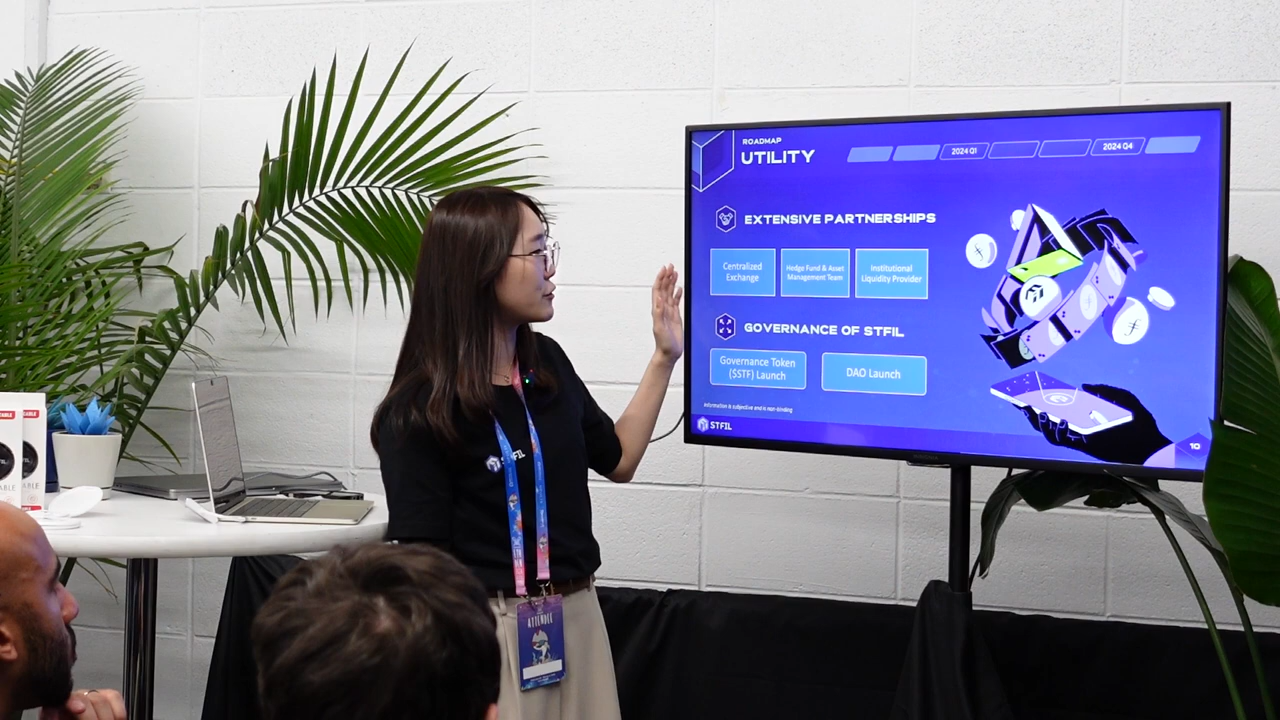 ROADMAP
UTILITY
2024 Q1
2024 Q4
EXTENSIVE PARTNERSHIPS
Centralized
Exchange
Hedge Fund & Asset
Management Team
Institutional
Liquidity Provider
GOVERNANCE OF STFIL
Governance Token
($STF) Launch
DAO Launch
Information is subjective and is non-binding
STFIL
10
ATTENDEE